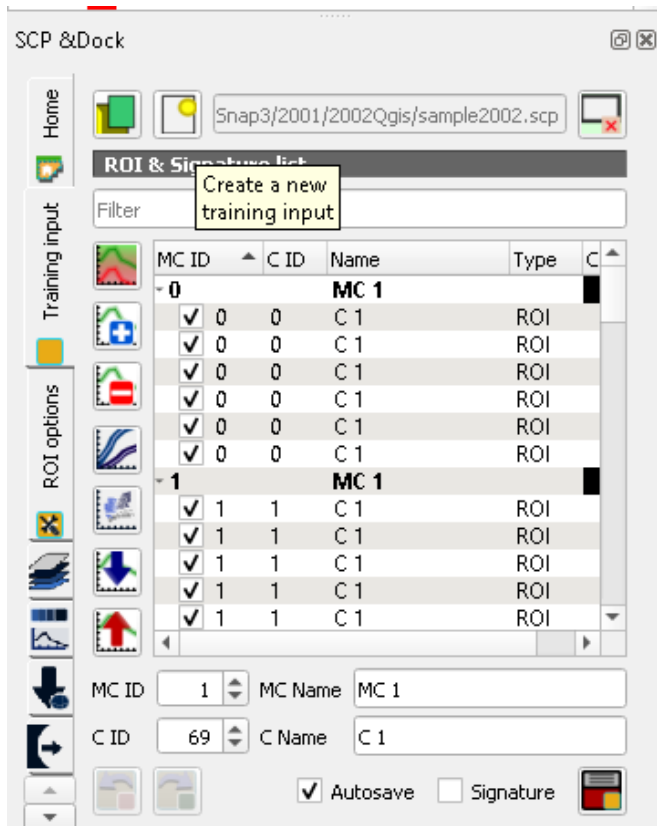 SCP &Dock
Home
Training input
ROI options
Snap3/2001/2002Qgis/sample2002.scp
ROI & Signature list
Create a new
training input
Filter
MC ID C ID Name Type C
0 MC 1
0 0 C 1 ROI
0 0 C 1 ROI
0 0 C 1 ROI
0 0 C 1 ROI
0 0 C 1 ROI
0 0 C 1 ROI
1 MC 1
1 1 C 1 ROI
1 1 C 1 ROI
1 1 C 1 ROI
1 1 C 1 ROI
1 1 C 1 ROI
MC ID 1 MC Name MC 1
C ID 69 C Name C 1
Autosave Signature